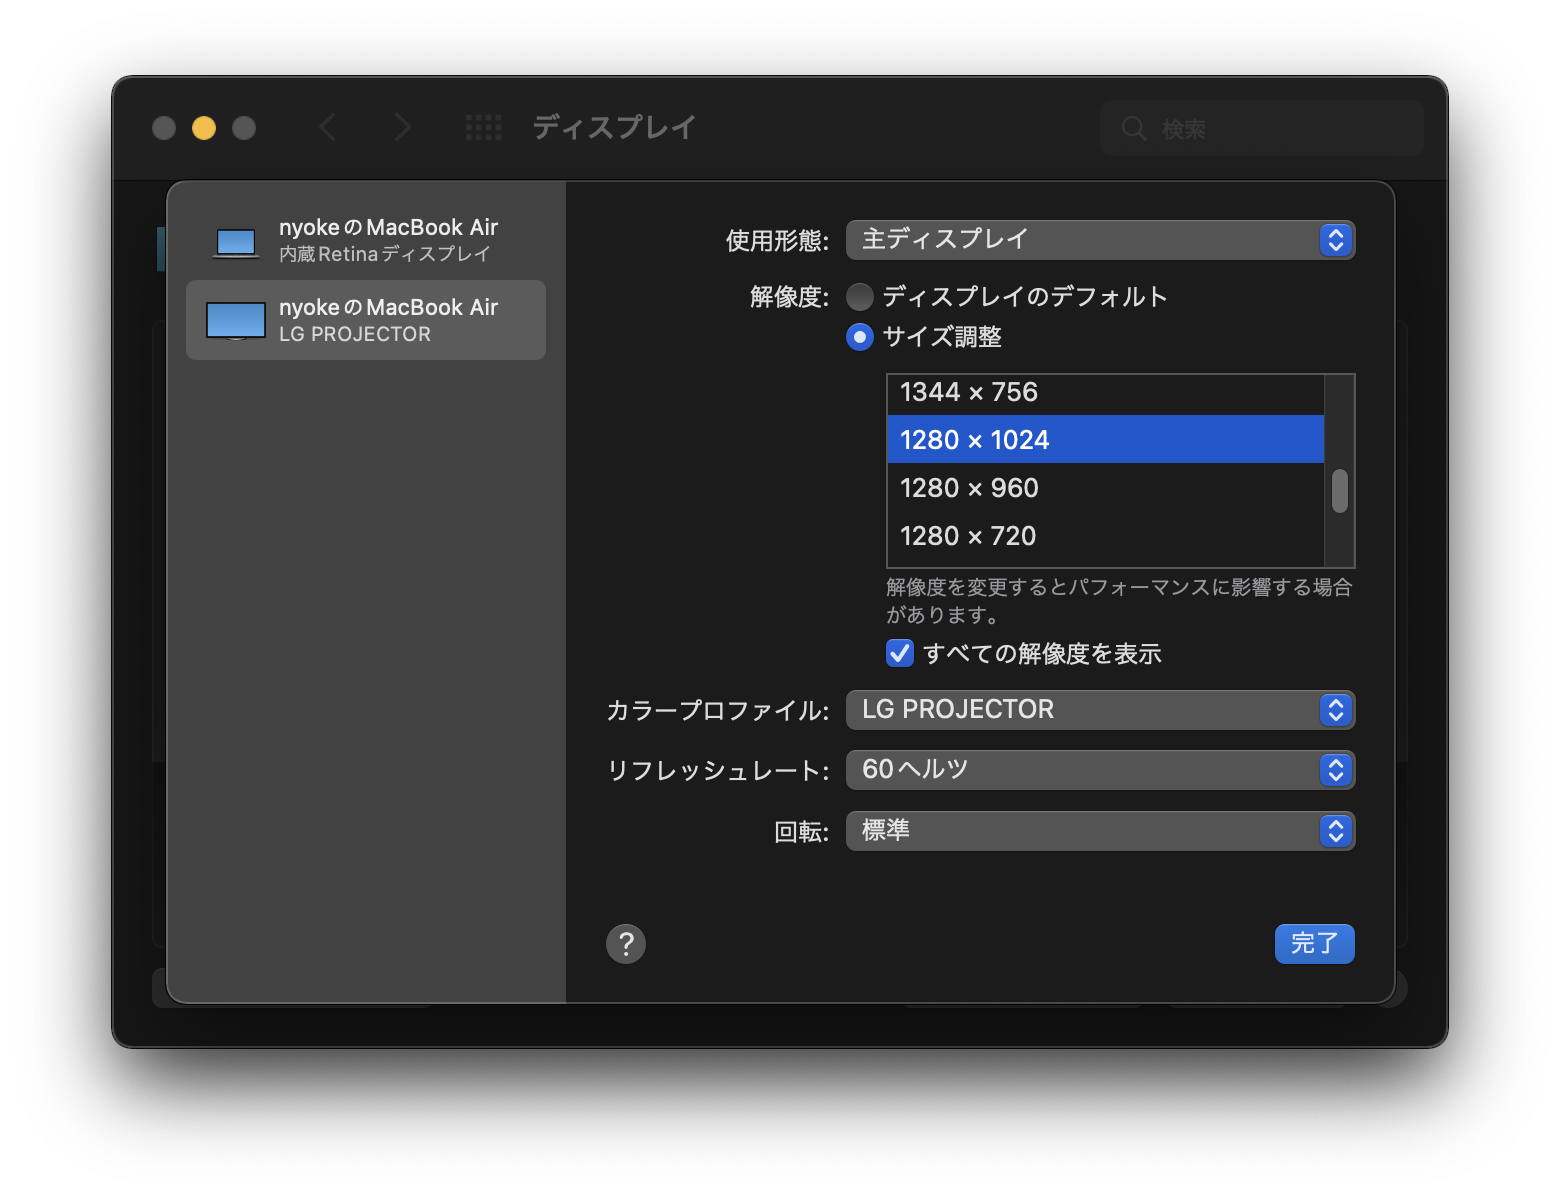 ディスプレイ
検索
nyokeのMacBook Air
内蔵Retinaディスプレイ
nyokeのMacBook Air
LG PROJECTOR
使用形態: 主ディスプレイ
解像度: ディスプレイのデフォルト
サイズ調整
1344 × 756
1280 × 1024
1280 × 960
1280 × 720
解像度を変更するとパフォーマンスに影響する場合
があります。
すべての解像度を表示
カラープロファイル: LG PROJECTOR
リフレッシュレート: 60ヘルツ
回転: 標準
?
完了